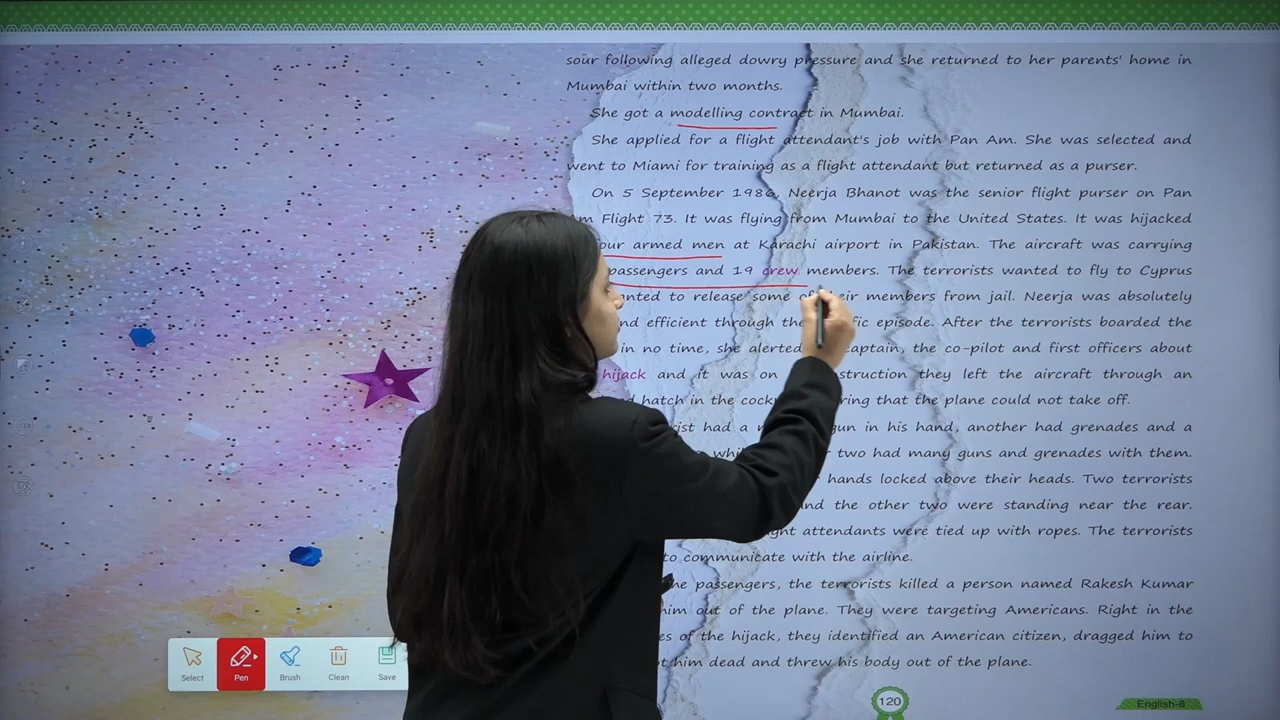 sour following alleged dowry pressure and she returned to her parents' home in
Mumbai within two months.
She got a modelling contract in Mumbai.
She applied for a flight attendant's job with Pan Am. She was selected and
went to Miami for training as a flight attendant but returned as a purser.
On 5 September 1986, Neerja Bhanot was the senior flight purser on Pan
Am Flight 73. It was flying from Mumbai to the United States. It was hijacked
four armed men at Karachi airport in Pakistan. The aircraft was carrying
passengers and 19 crew members. The terrorists wanted to fly to Cyprus
to release some of their members from jail. Neerja was absolutely
and efficient through the episode. After the terrorists boarded the
in no time, she alerted captain, the co-pilot and first officers about
hijack and it was on they left the aircraft through an
hatch in the that the plane could not take off.
had a gun in his hand, another had grenades and a
two had many guns and grenades with them.
hands locked above their heads. Two terrorists
and the other two were standing near the rear.
attendants were tied up with ropes. The terrorists
to communicate with the airline.
passengers, the terrorists killed a person named Rakesh Kumar
him out of the plane. They were targeting Americans. Right in the
of the hijack, they identified an American citizen, dragged him to
him dead and threw his body out of the plane.
Select Pen Brush Clean Save
120
English-8